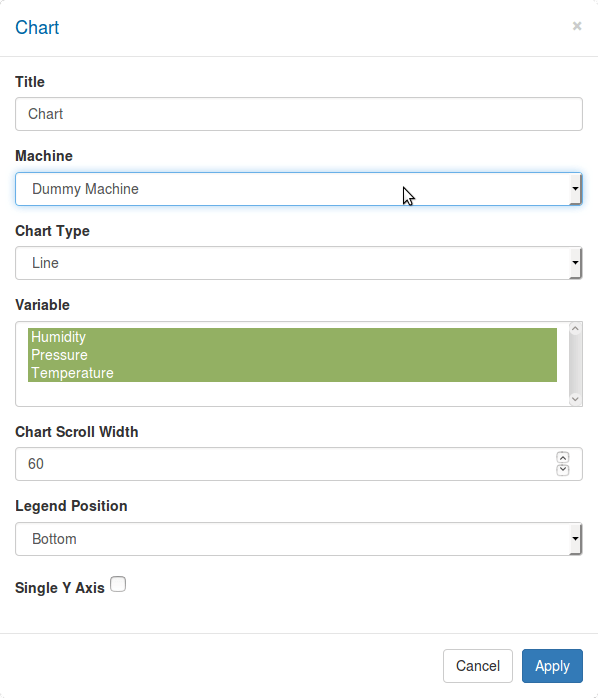 Chart
×
Title
Chart
Machine
Dummy Machine
Chart Type
Line
Variable
Humidity
Pressure
Temperature
Chart Scroll Width
60
Legend Position
Bottom
Single Y Axis
Cancel Apply